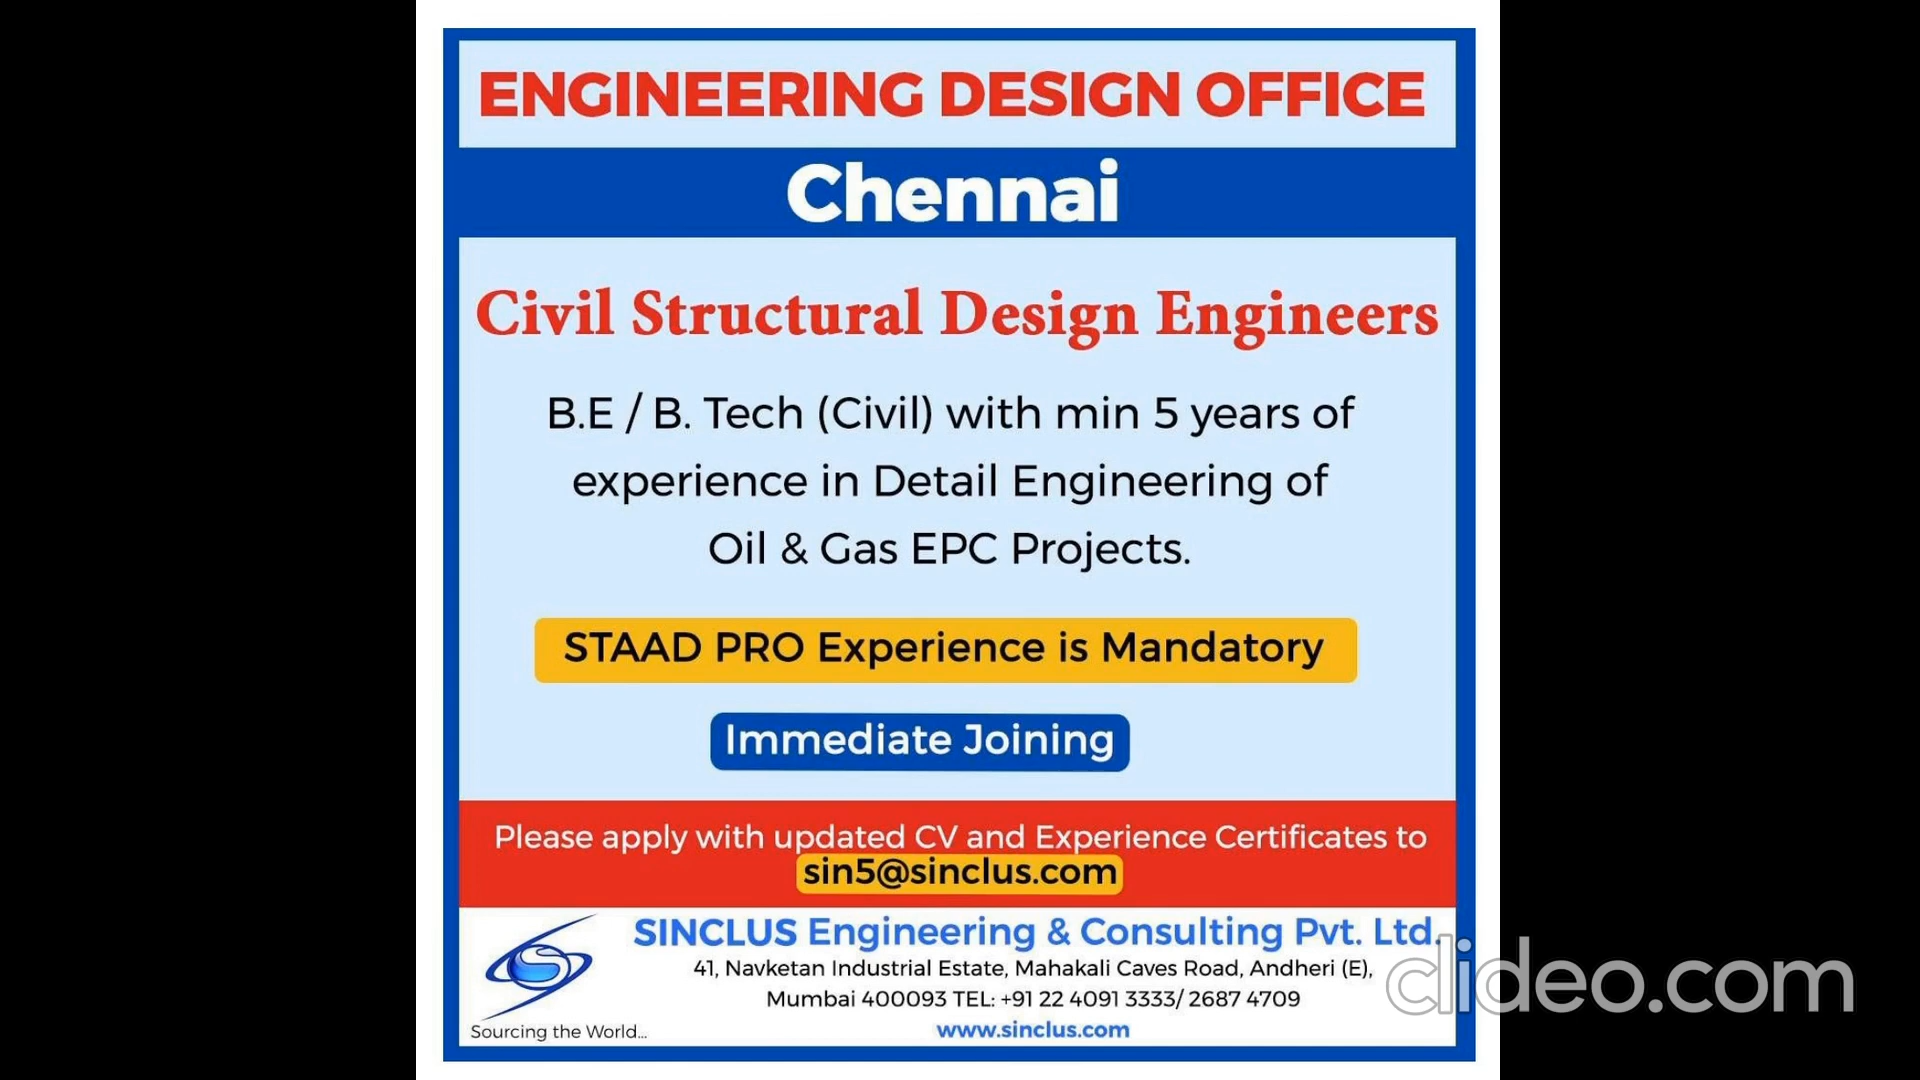 ENGINEERING DESIGN OFFICE
Chennai
Civil Structural Design Engineers
B.E / B. Tech (Civil) with min 5 years of
experience in Detail Engineering of
Oil & Gas EPC Projects.
STAAD PRO Experience is Mandatory
Immediate Joining
Please apply with updated CV and Experience Certificates to
sin5@sinclus.com
SINCLUS Engineering & Consulting Pvt. Ltd.
41, Navketan Industrial Estate, Mahakali Caves Road, Andheri (E),
Mumbai 400093 TEL: +91 22 4091 3333/ 2687 4709
www.sinclus.com
Sourcing the World...
clideo.com